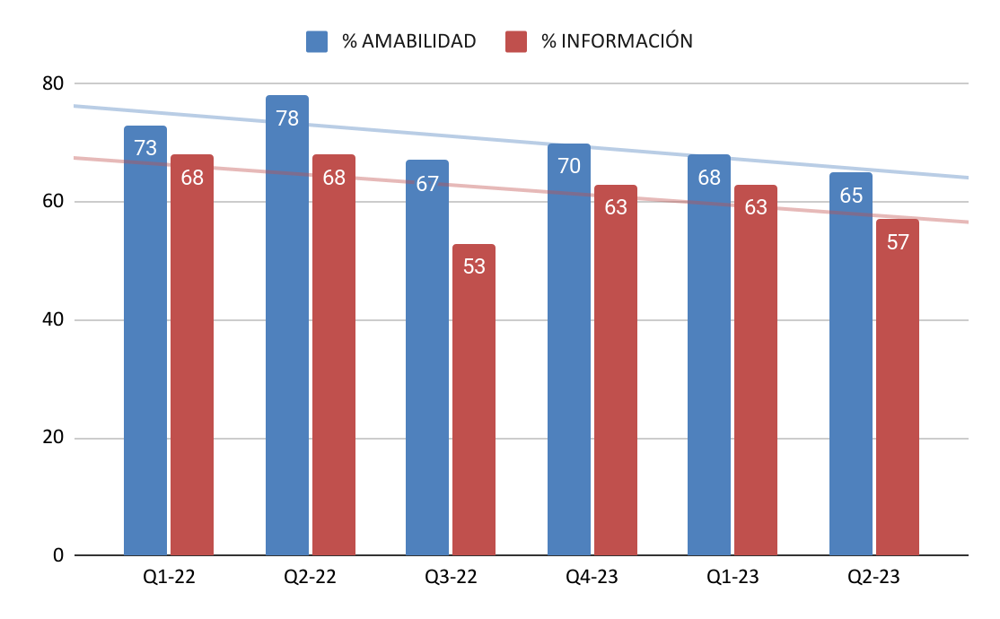 % AMABILIDAD % INFORMACIÓN
80
60
40
20
0
73 68 78 68 67 53 70 63 68 63 65 57
Q1-22 Q2-22 Q3-22 Q4-23 Q1-23 Q2-23